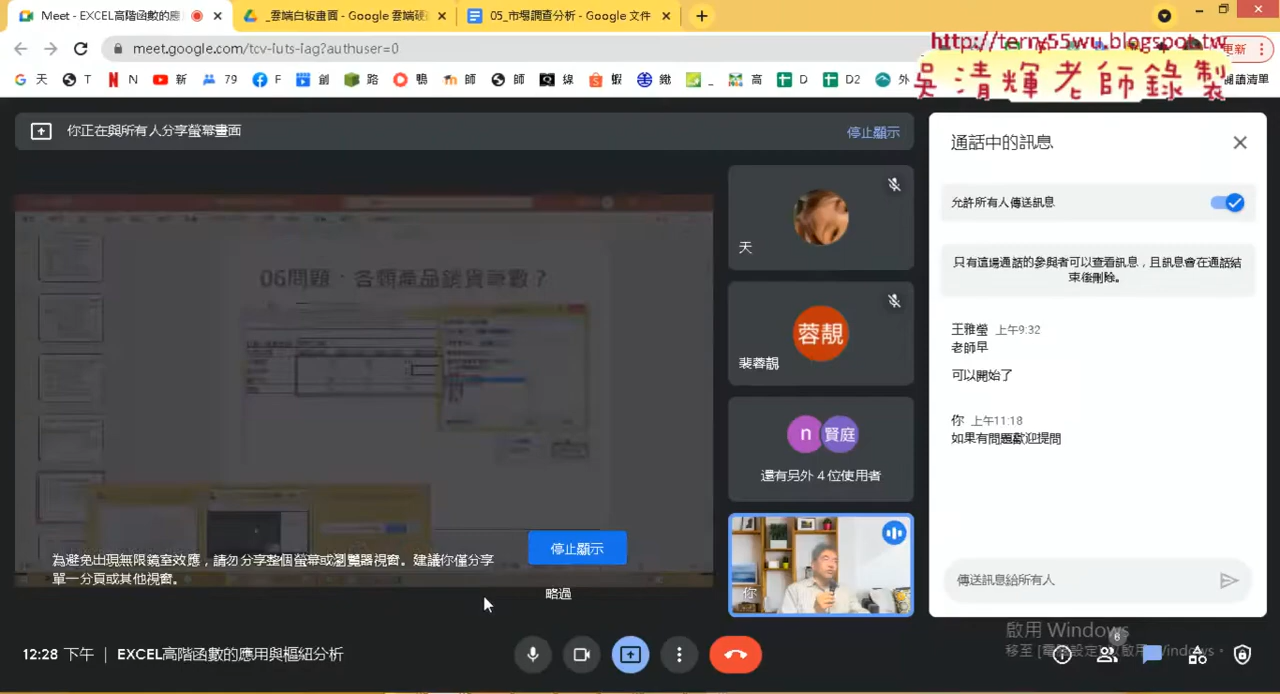 Meet - EXCEL高階函數的應
_雲端白板畫面 - Google 雲端硬
05_市場調查分析 - Google 文件
meet.google.com/tcv-iuts-iag?authuser=0
http://terry55wu.blogspot.tw
更新
吳清輝老師錄製
天
T
N
新
79
F
創
路
鴨
師
師
線
蝦
鐵
高
D
D2
外
閱讀清單
你正在與所有人分享螢幕畫面
停止顯示
06問題：各類產品銷貨筆數？
為避免出現無限鏡室效應，請勿分享整個螢幕或瀏覽器視窗。建議你僅分享
單一分頁或其他視窗。
停止顯示
略過
天
蓉靚
裴蓉靚
n
賢庭
還有另外 4 位使用者
你
通話中的訊息
允許所有人傳送訊息
只有這場通話的參與者可以查看訊息，且訊息會在通話結
束後刪除。
王雅瑩 上午9:32
老師早
可以開始了
你 上午11:18
如果有問題歡迎提問
傳送訊息給所有人
啟用 Windows
12:28 下午
EXCEL高階函數的應用與樞紐分析
6